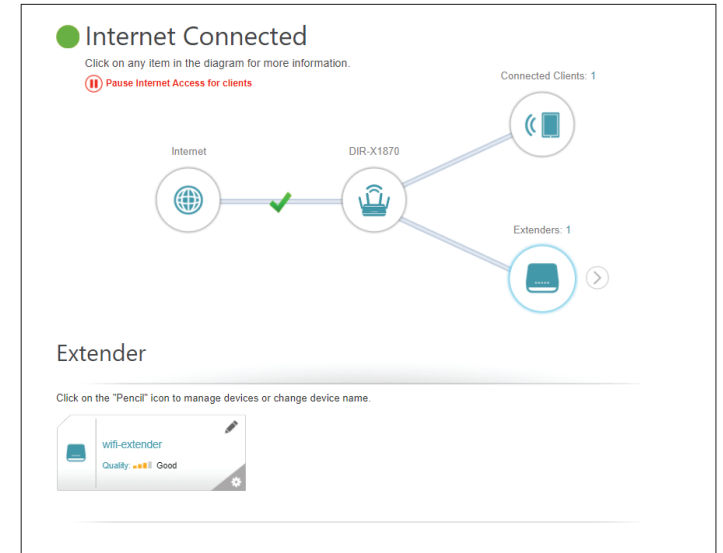 Internet Connected
Click on any item in the diagram for more information.
Pause Internet Access for clients
Connected Clients: 1
Internet
DIR-X1870
Extenders: 1
Extender
Click on the "Pencil" icon to manage devices or change device name.
wifi-extender
Quality: Good